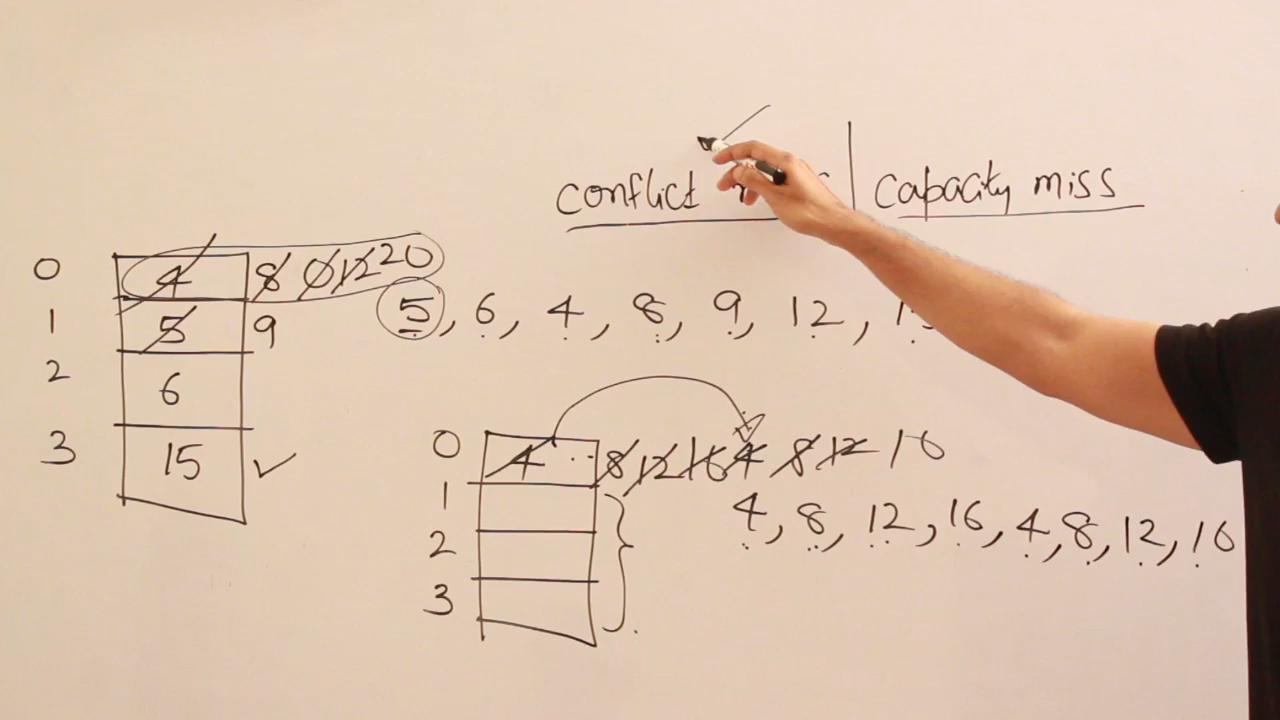 conflict | capacity miss
0 4 8 0 12 20
1 5 9
5, 6, 4, 8, 9, 12,
2 6
3 15 ✓
0 4 8 12 16 4 8 12 16
1
4, 8, 12, 16, 4, 8, 12, 16
2
3